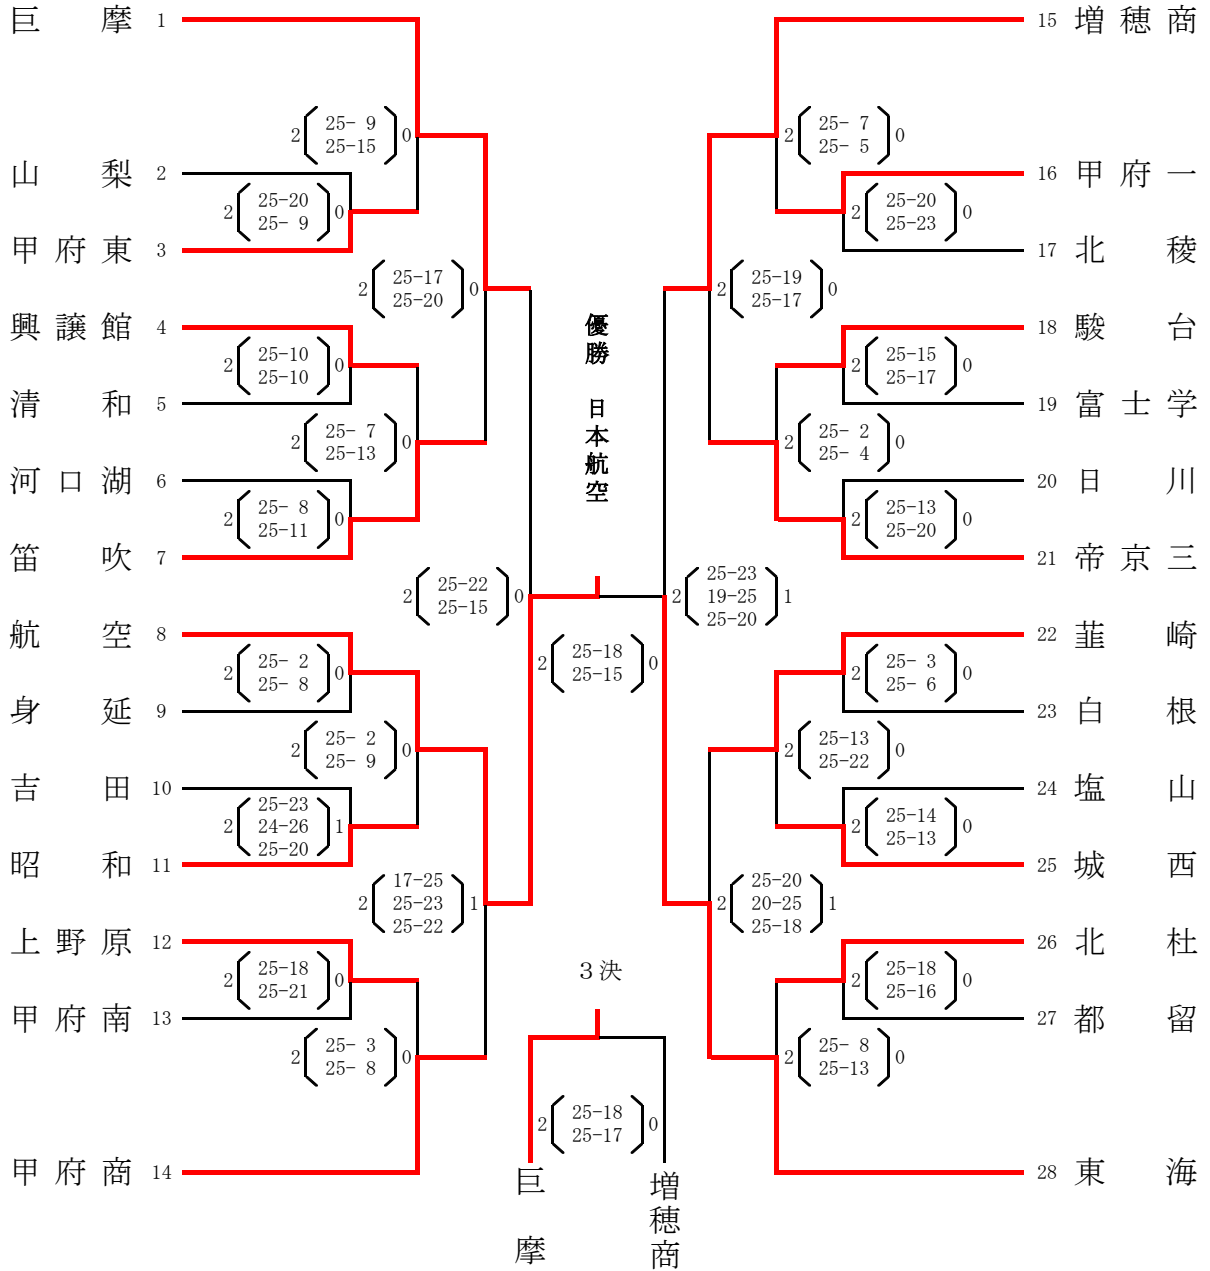 巨摩 1
2 25- 9 0
25-15
山梨 2
2 25-20 0
25- 9
甲府東 3
2 25-17 0
25-20
興譲館 4
2 25-10 0
25-10
清和 5
2 25- 7 0
25-13
河口湖 6
2 25- 8 0
25-11
笛吹 7
2 25-22 0
25-15
航空 8
2 25- 2 0
25- 8
身延 9
2 25- 2 0
25- 9
吉田 10
25-23
2 24-26 1
25-20
昭和 11
17-25
2 25-23 1
25-22
上野原 12
2 25-18 0
25-21
甲府南 13
2 25- 3 0
25- 8
甲府商 14
優勝 日本航空
2 25-18 0
25-15
3決
2 25-18 0
25-17
巨摩
増穂商
15 増穂商
2 25- 7 0
25- 5
16 甲府一
2 25-20 0
25-23
17 北稜
2 25-19 0
25-17
18 駿台
2 25-15 0
25-17
19 富士学
2 25- 2 0
25- 4
20 日川
2 25-13 0
25-20
21 帝京三
25-23
2 19-25 1
25-20
22 韮崎
2 25- 3 0
25- 6
23 白根
2 25-13 0
25-22
24 塩山
2 25-14 0
25-13
25 城西
25-20
2 20-25 1
25-18
26 北杜
2 25-18 0
25-16
27 都留
2 25- 8 0
25-13
28 東海